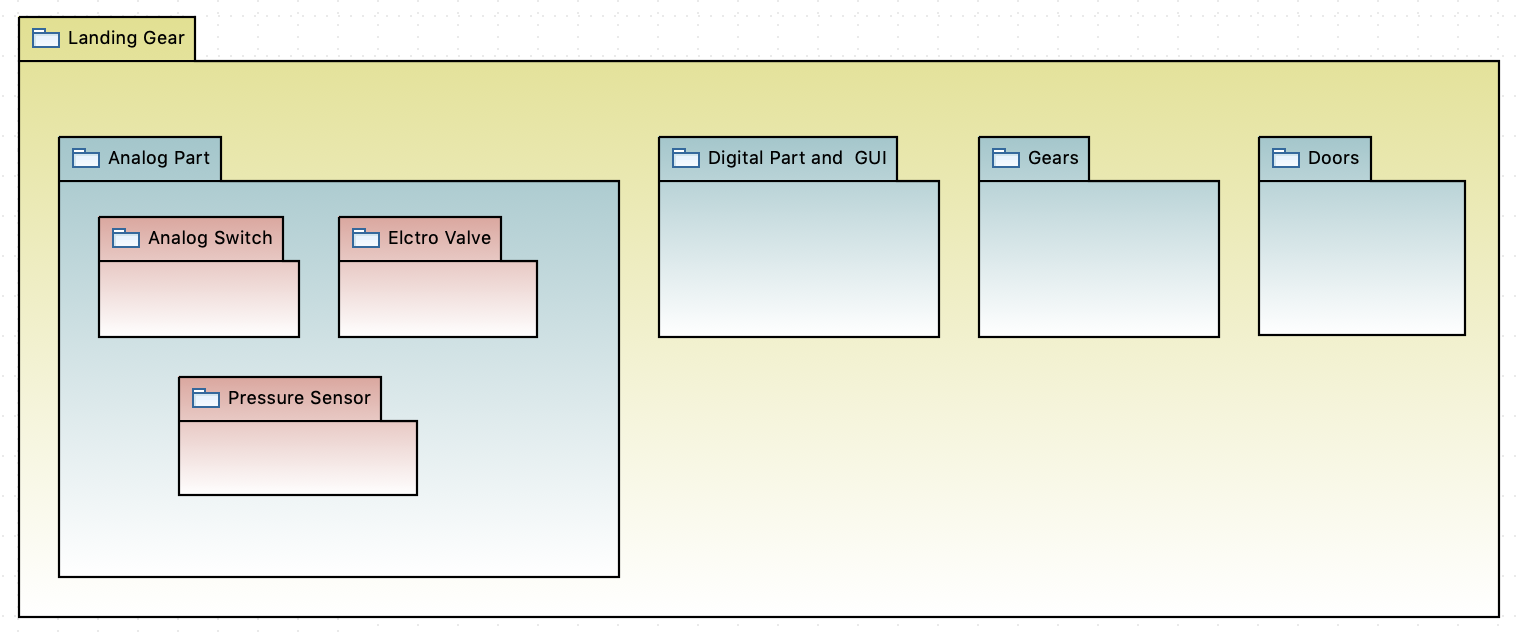 Landing Gear
Analog Part
Digital Part and  GUI
Gears
Doors
Analog Switch
Elctro Valve
Pressure Sensor